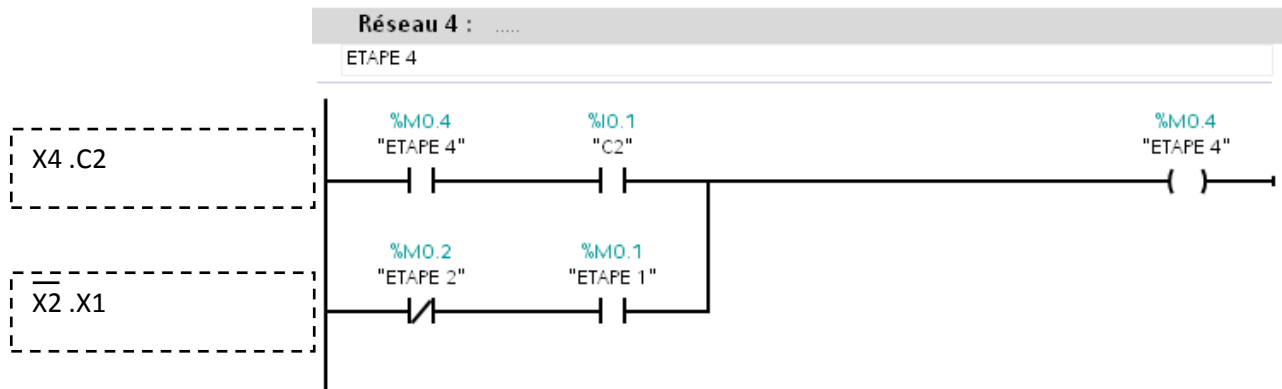 Réseau 4 : .....
ETAPE 4
%M0.4 %I0.1 %M0.4
"ETAPE 4" "C2" "ETAPE 4"
X4 .C2
%M0.2 %M0.1
"ETAPE 2" "ETAPE 1"
X̅2̅ .X1